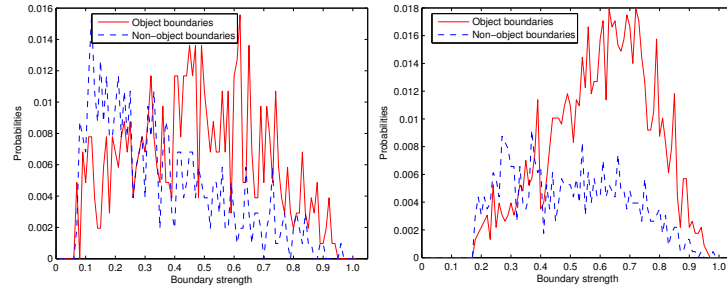 0.016
0.014
0.012
0.01
0.008
0.006
0.004
0.002
0
Probabilities
Object boundaries
Non−object boundaries
0 0.1 0.2 0.3 0.4 0.5 0.6 0.7 0.8 0.9 1.0
Boundary strength
0.018
0.016
0.014
0.012
0.01
0.008
0.006
0.004
0.002
0
Probabilities
Object boundaries
Non−object boundaries
0 0.1 0.2 0.3 0.4 0.5 0.6 0.7 0.8 0.9 1.0
Boundary strength